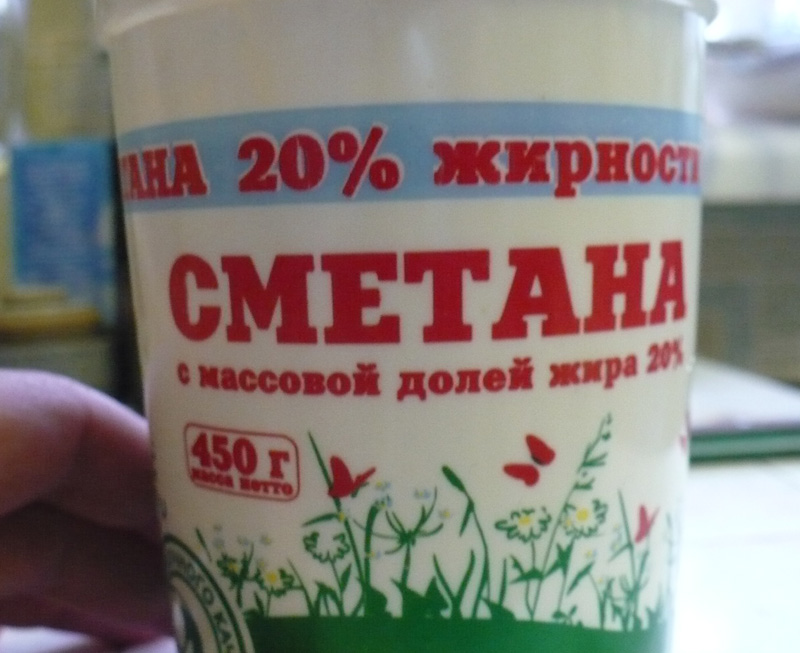 ТАНА 20% жирности
СМЕТАНА
с массовой долей жира 20%
450 г
масса нетто